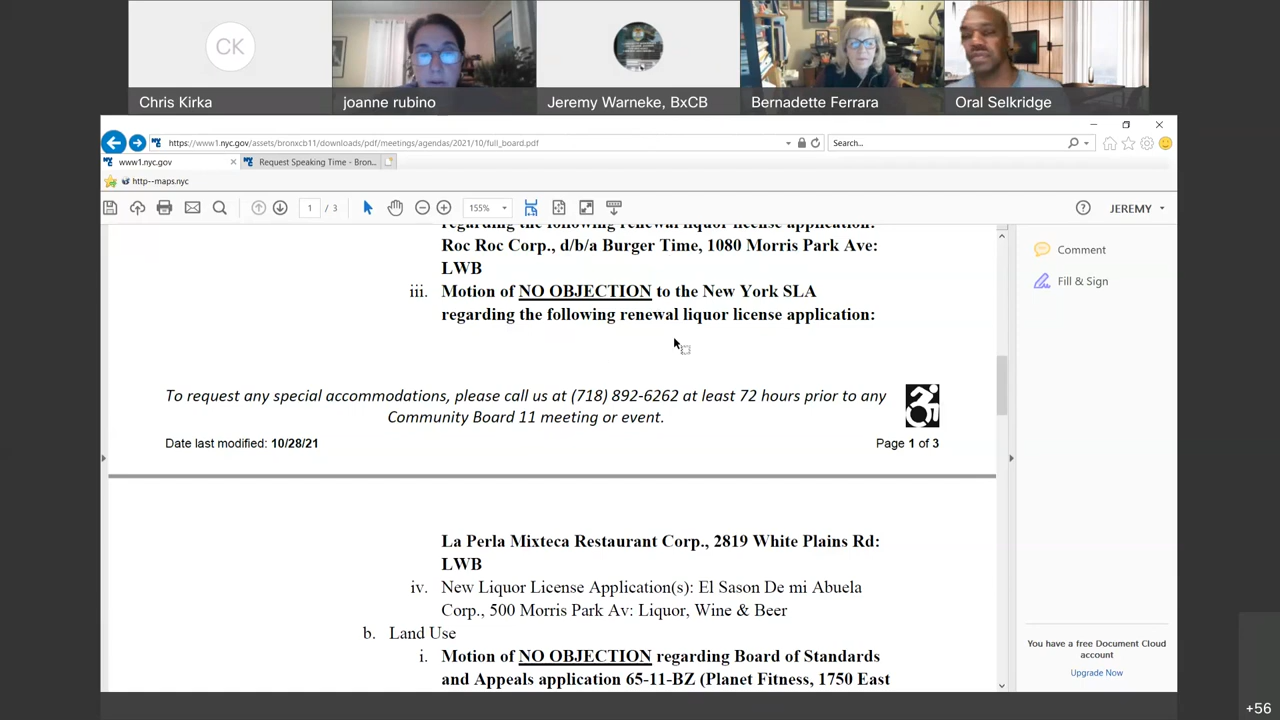 CK
Chris Kirka
joanne rubino
Jeremy Warneke, BxCB
Bernadette Ferrara
Oral Selkridge
https://www1.nyc.gov/assets/bronxcb11/downloads/pdf/meetings/agendas/2021/10/full_board.pdf
Search...
www1.nyc.gov
Request Speaking Time - Bron...
http--maps.nyc
1 / 3
155%
JEREMY
regarding the following renewal liquor license application:
Roc Roc Corp., d/b/a Burger Time, 1080 Morris Park Ave:
LWB
iii. Motion of NO OBJECTION to the New York SLA
regarding the following renewal liquor license application:
To request any special accommodations, please call us at (718) 892-6262 at least 72 hours prior to any
Community Board 11 meeting or event.
Date last modified: 10/28/21
Page 1 of 3
La Perla Mixteca Restaurant Corp., 2819 White Plains Rd:
LWB
iv. New Liquor License Application(s): El Sason De mi Abuela
Corp., 500 Morris Park Av: Liquor, Wine & Beer
b. Land Use
i. Motion of NO OBJECTION regarding Board of Standards
and Appeals application 65-11-BZ (Planet Fitness, 1750 East
Comment
Fill & Sign
You have a free Document Cloud
account
Upgrade Now
+56